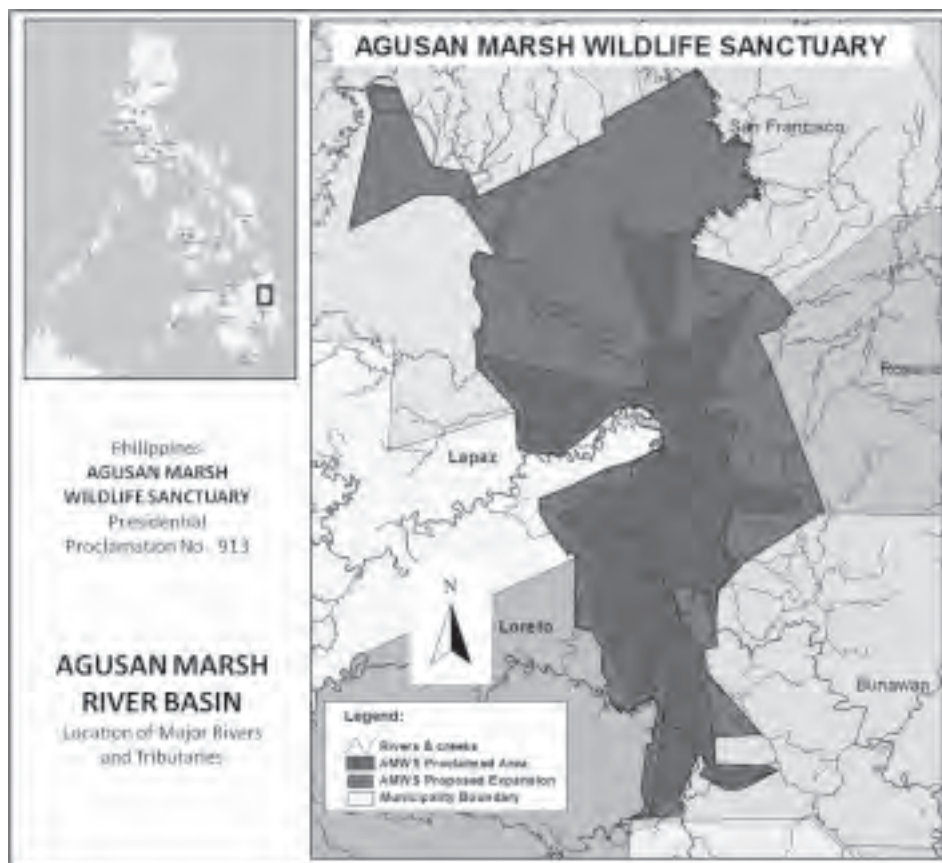 AGUSAN MARSH WILDLIFE SANCTUARY
San Francisco
Rosario
Lapaz
Loreto
Bunawan
N
Legend:
Rivers & creeks
AMWS Proclaimed Area
AMWS Proposed Expansion
Municipality Boundary
Philippines
AGUSAN MARSH
WILDLIFE SANCTUARY
Presidential
Proclamation No. 913
AGUSAN MARSH
RIVER BASIN
Location of Major Rivers
and Tributaries